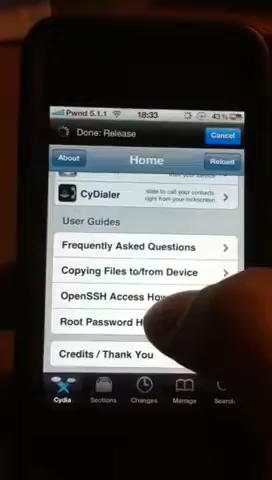 Pwnd 5.1.1 18:33 43%
Done: Release Cancel
About Home Reload
CyDialer
slide to call your contacts
right from your lockscreen
User Guides
Frequently Asked Questions
Copying Files to/from Device
OpenSSH Access How
Root Password H
Credits / Thank You
Cydia Sections Changes Manage Search